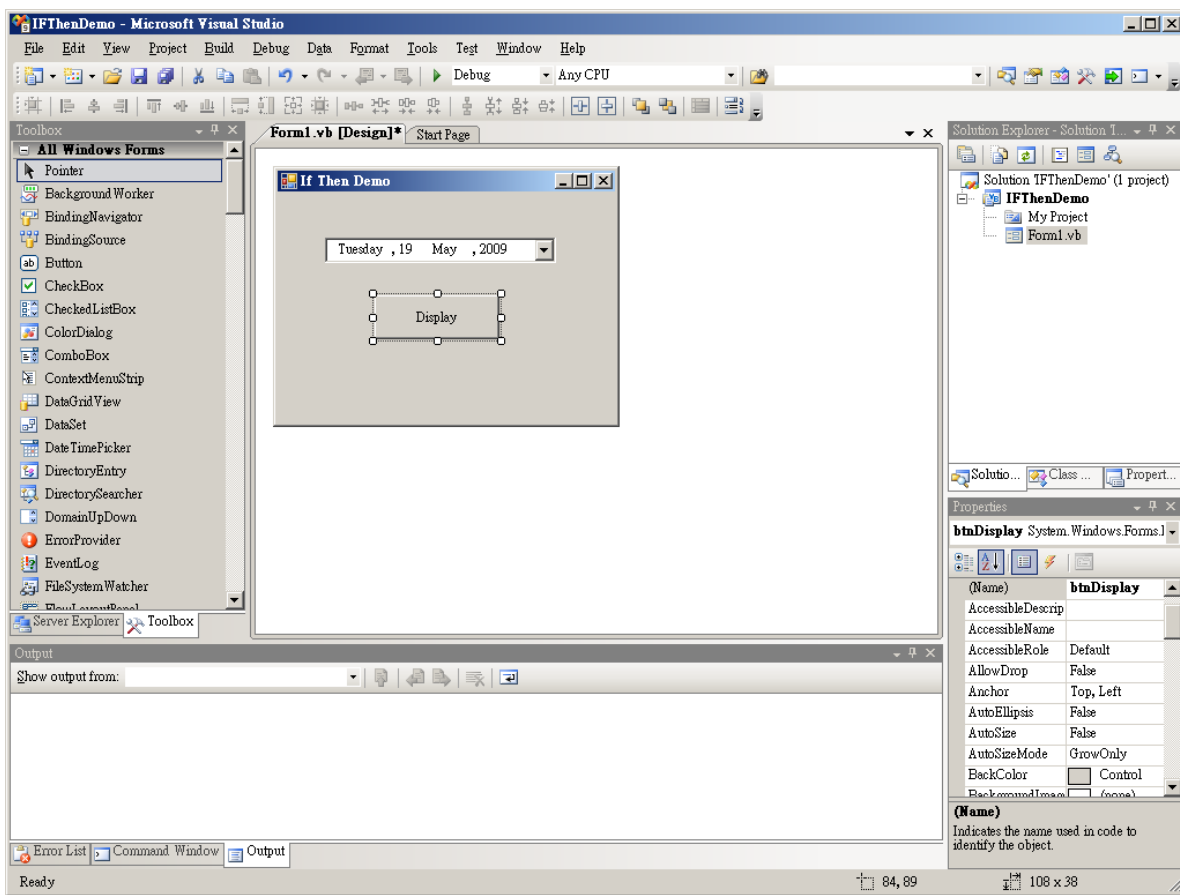 IFThenDemo - Microsoft Visual Studio
File Edit View Project Build Debug Data Format Tools Test Window Help
Debug Any CPU
Toolbox
All Windows Forms
Pointer
BackgroundWorker
BindingNavigator
BindingSource
Button
CheckBox
CheckedListBox
ColorDialog
ComboBox
ContextMenuStrip
DataGridView
DataSet
DateTimePicker
DirectoryEntry
DirectorySearcher
DomainUpDown
ErrorProvider
EventLog
FileSystemWatcher
FlowLayoutPanel
Server Explorer Toolbox
Form1.vb [Design]* Start Page
If Then Demo
Tuesday , 19 May , 2009
Display
Solution Explorer - Solution 'I...
Solution 'IFThenDemo' (1 project)
IFThenDemo
My Project
Form1.vb
Solutio... Class ... Propert...
Properties
btnDisplay System.Windows.Forms.
(Name) btnDisplay
AccessibleDescrip
AccessibleName
AccessibleRole Default
AllowDrop False
Anchor Top, Left
AutoEllipsis False
AutoSize False
AutoSizeMode GrowOnly
BackColor Control
BackgroundImag (none)
(Name)
Indicates the name used in code to
identify the object.
Output
Show output from:
Error List Command Window Output
Ready 84, 89 108 x 38